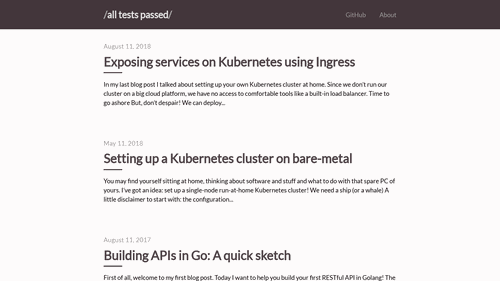 /all tests passed/
GitHub About
August 11, 2018
Exposing services on Kubernetes using Ingress
In my last blog post I talked about setting up your own Kubernetes cluster at home. Since we don't run our
cluster on a big cloud platform, we have no access to comfortable tools like a built-in load balancer. Time to
go ashore But, don't despair! We can deploy...
May 11, 2018
Setting up a Kubernetes cluster on bare-metal
You may find yourself sitting at home, thinking about software and stuff and what to do with that spare PC of
yours. I've got an idea: set up a single-node run-at-home Kubernetes cluster! We need a ship (or a whale) A
little disclaimer to start with: the configuration...
August 11, 2017
Building APIs in Go: A quick sketch
First of all, welcome to my first blog post. Today I want to help you build your first RESTful API in Golang! The